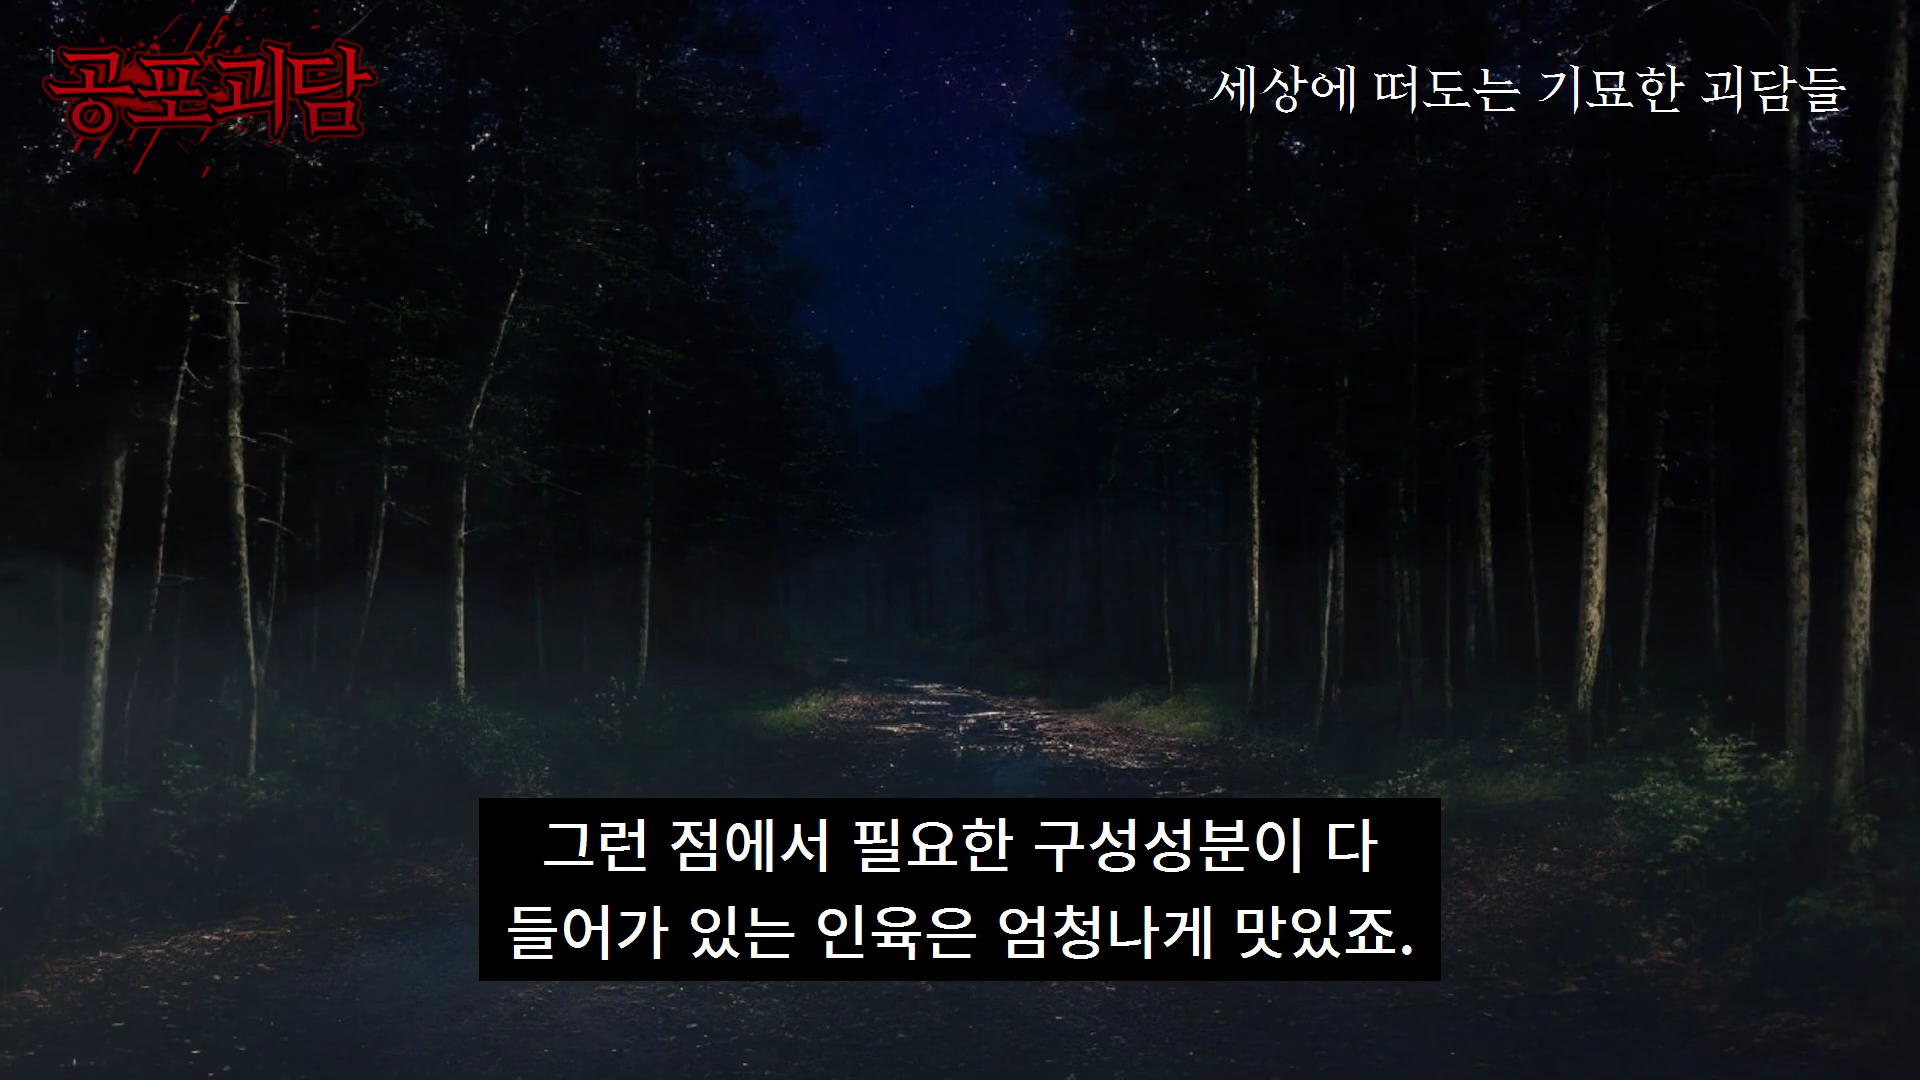 공포괴담
세상에 떠도는 기묘한 괴담들
그런 점에서 필요한 구성성분이 다
들어가 있는 인육은 엄청나게 맛있죠.